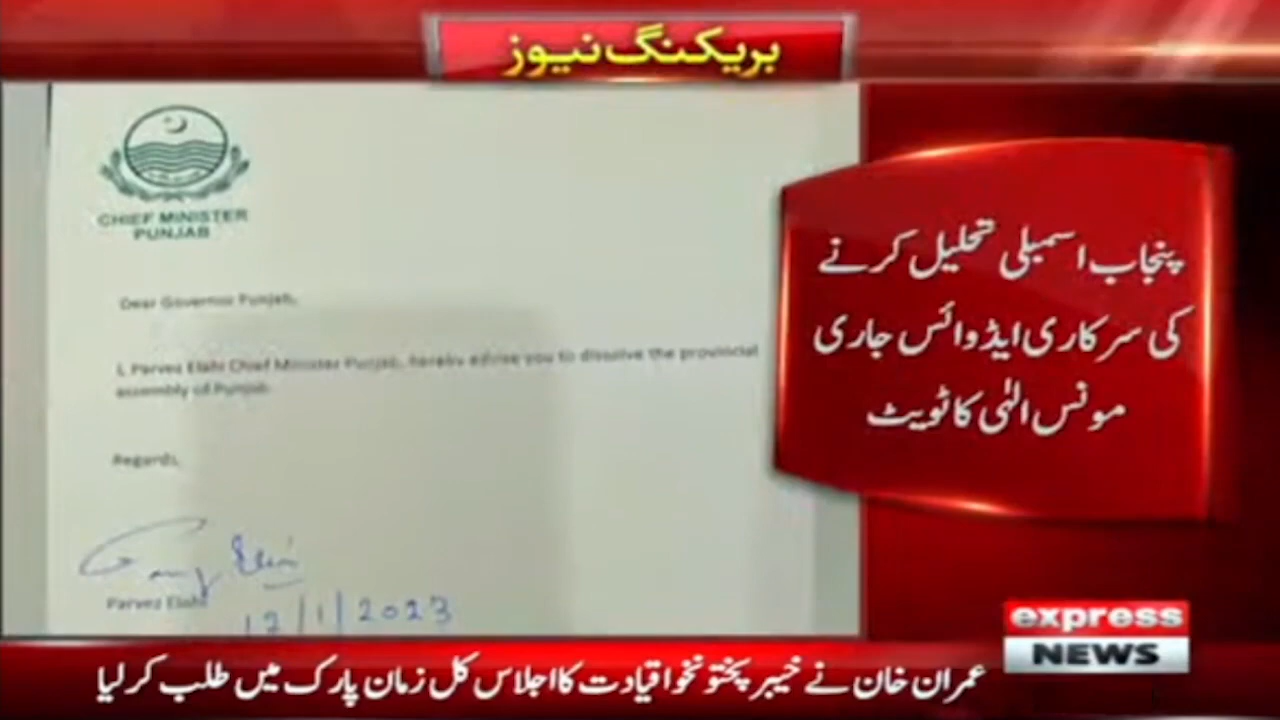 بریکنگ نیوز
CHIEF MINISTER
PUNJAB
Dear Governor Punjab,
I, Parvez Elahi Chief Minister Punjab, hereby advise you to dissolve the provincial
assembly of Punjab.
Regards,
Parvez Elahi
12/1/2023
پنجاب اسمبلی تحلیل کرنے
کی سرکاری ایڈوائس جاری
مونس الٰہی کا ٹویٹ
express
NEWS
عمران خان نے خیبر پختونخوا قیادت کا اجلاس کل زمان پارک میں طلب کر لیا